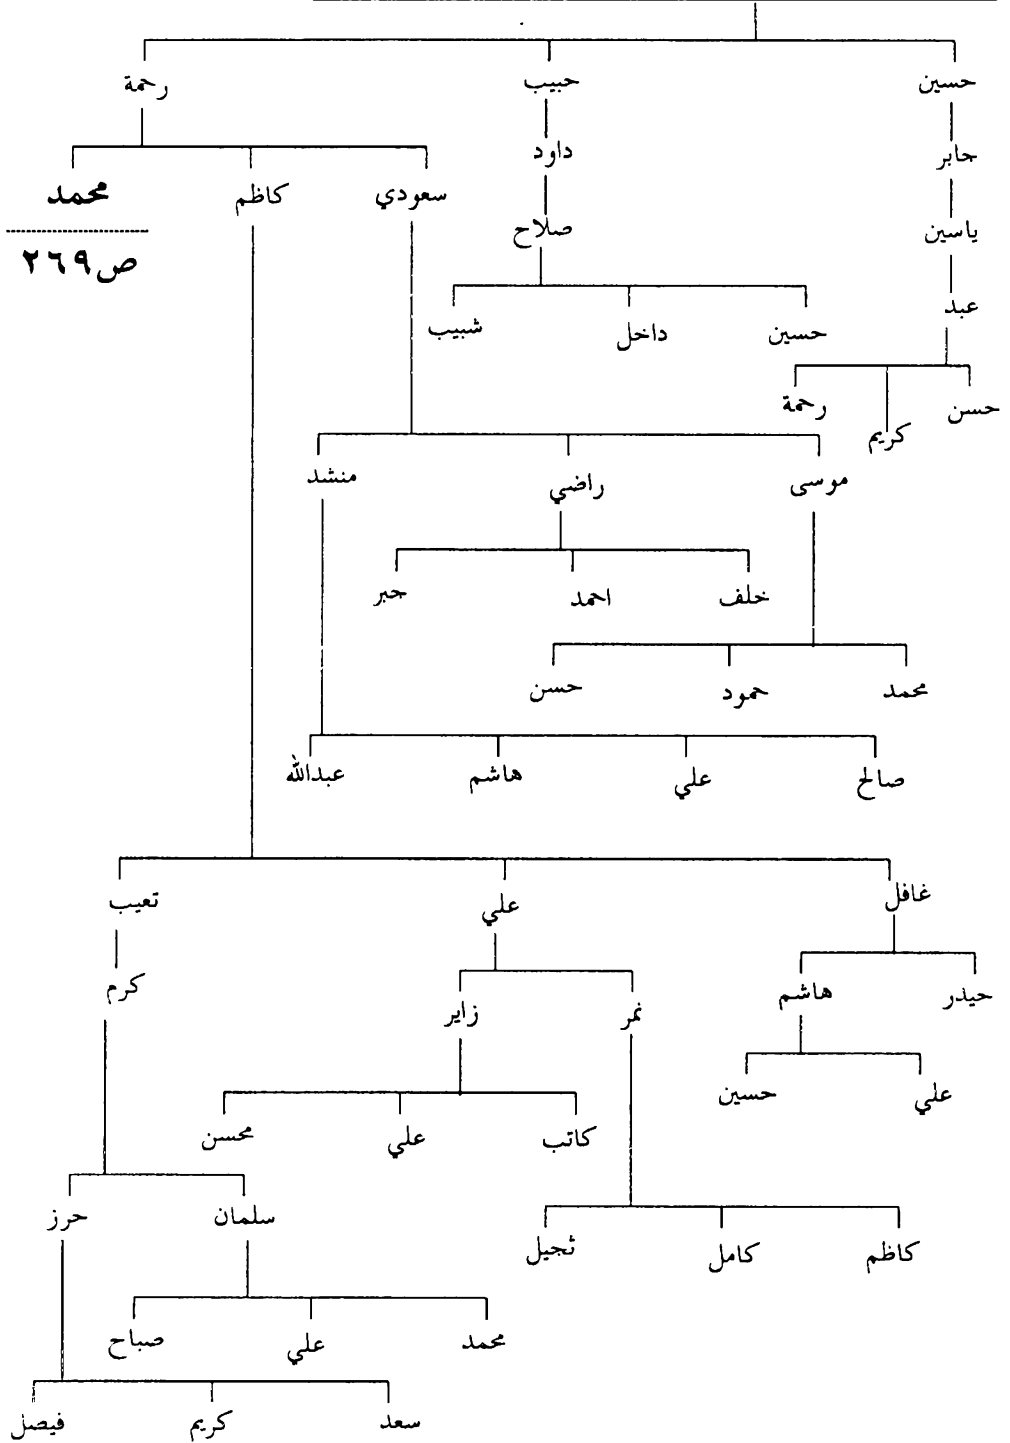 حسين حبيب رحمة
جابر داود
سعودي كاظم محمد
ياسين صلاح ص٢٦٩
عبد
حسين داخل شبيب
حسن كريم رحمة
موسى راضي منشد
خلف احمد جبر
محمد حمود حسن
صالح علي هاشم عبدالله
غافل علي تعيب
حيدر هاشم كرم
نمر زاير
علي حسين
كاتب علي محسن
سلمان حرز
كاظم كامل ثجيل
محمد علي صباح
سعد كريم فيصل